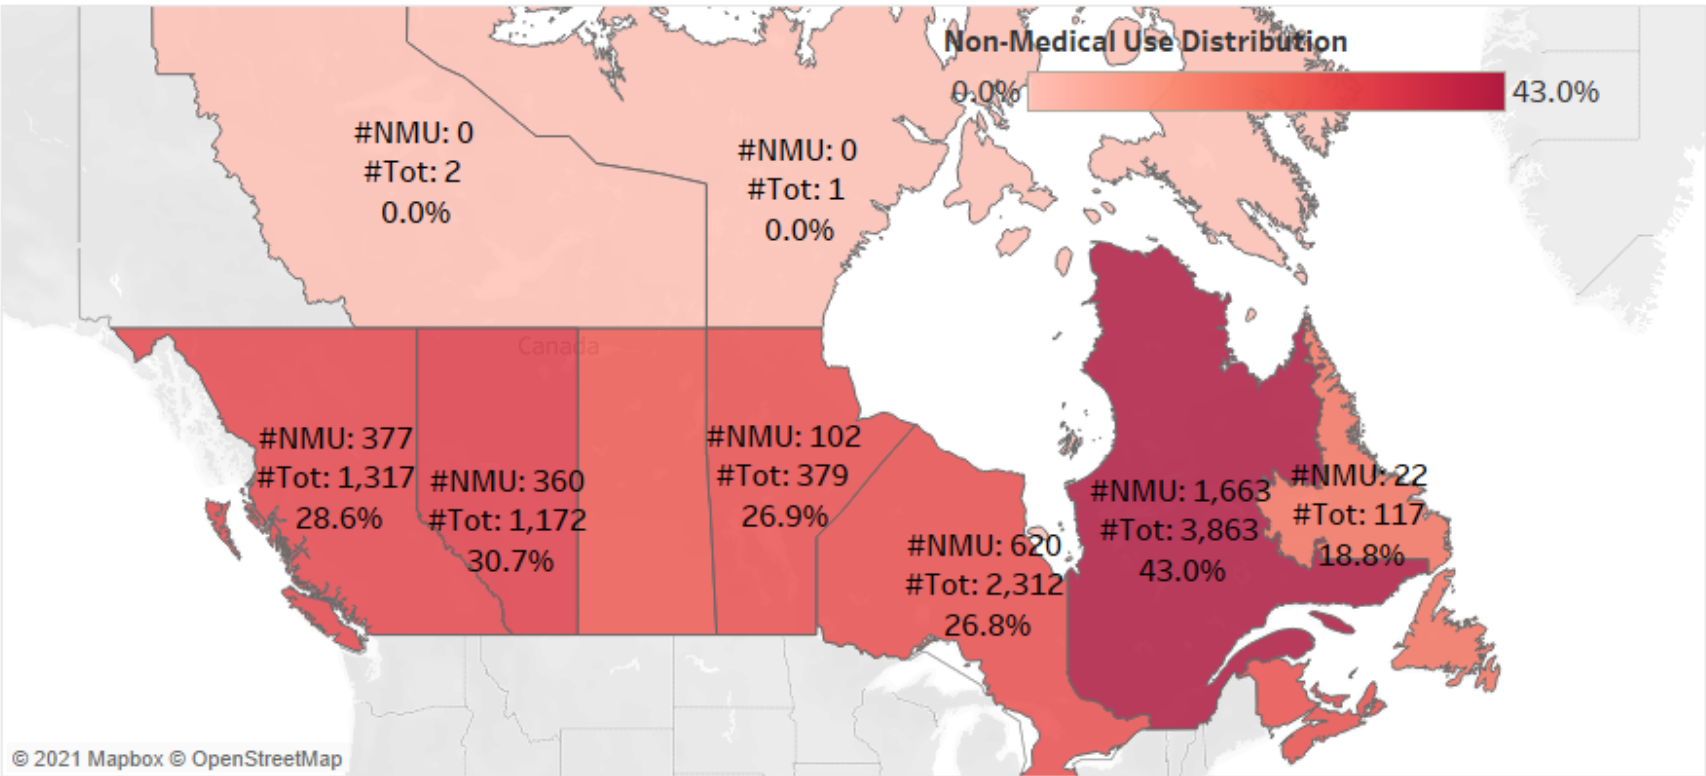 Non-Medical Use Distribution
0.0%
43.0%
#NMU: 0
#Tot: 2
0.0%
#NMU: 0
#Tot: 1
0.0%
Canada
#NMU: 377
#Tot: 1,317
28.6%
#NMU: 360
#Tot: 1,172
30.7%
#NMU: 102
#Tot: 379
26.9%
#NMU: 620
#Tot: 2,312
26.8%
#NMU: 1,663
#Tot: 3,863
43.0%
#NMU: 22
#Tot: 117
18.8%
© 2021 Mapbox © OpenStreetMap